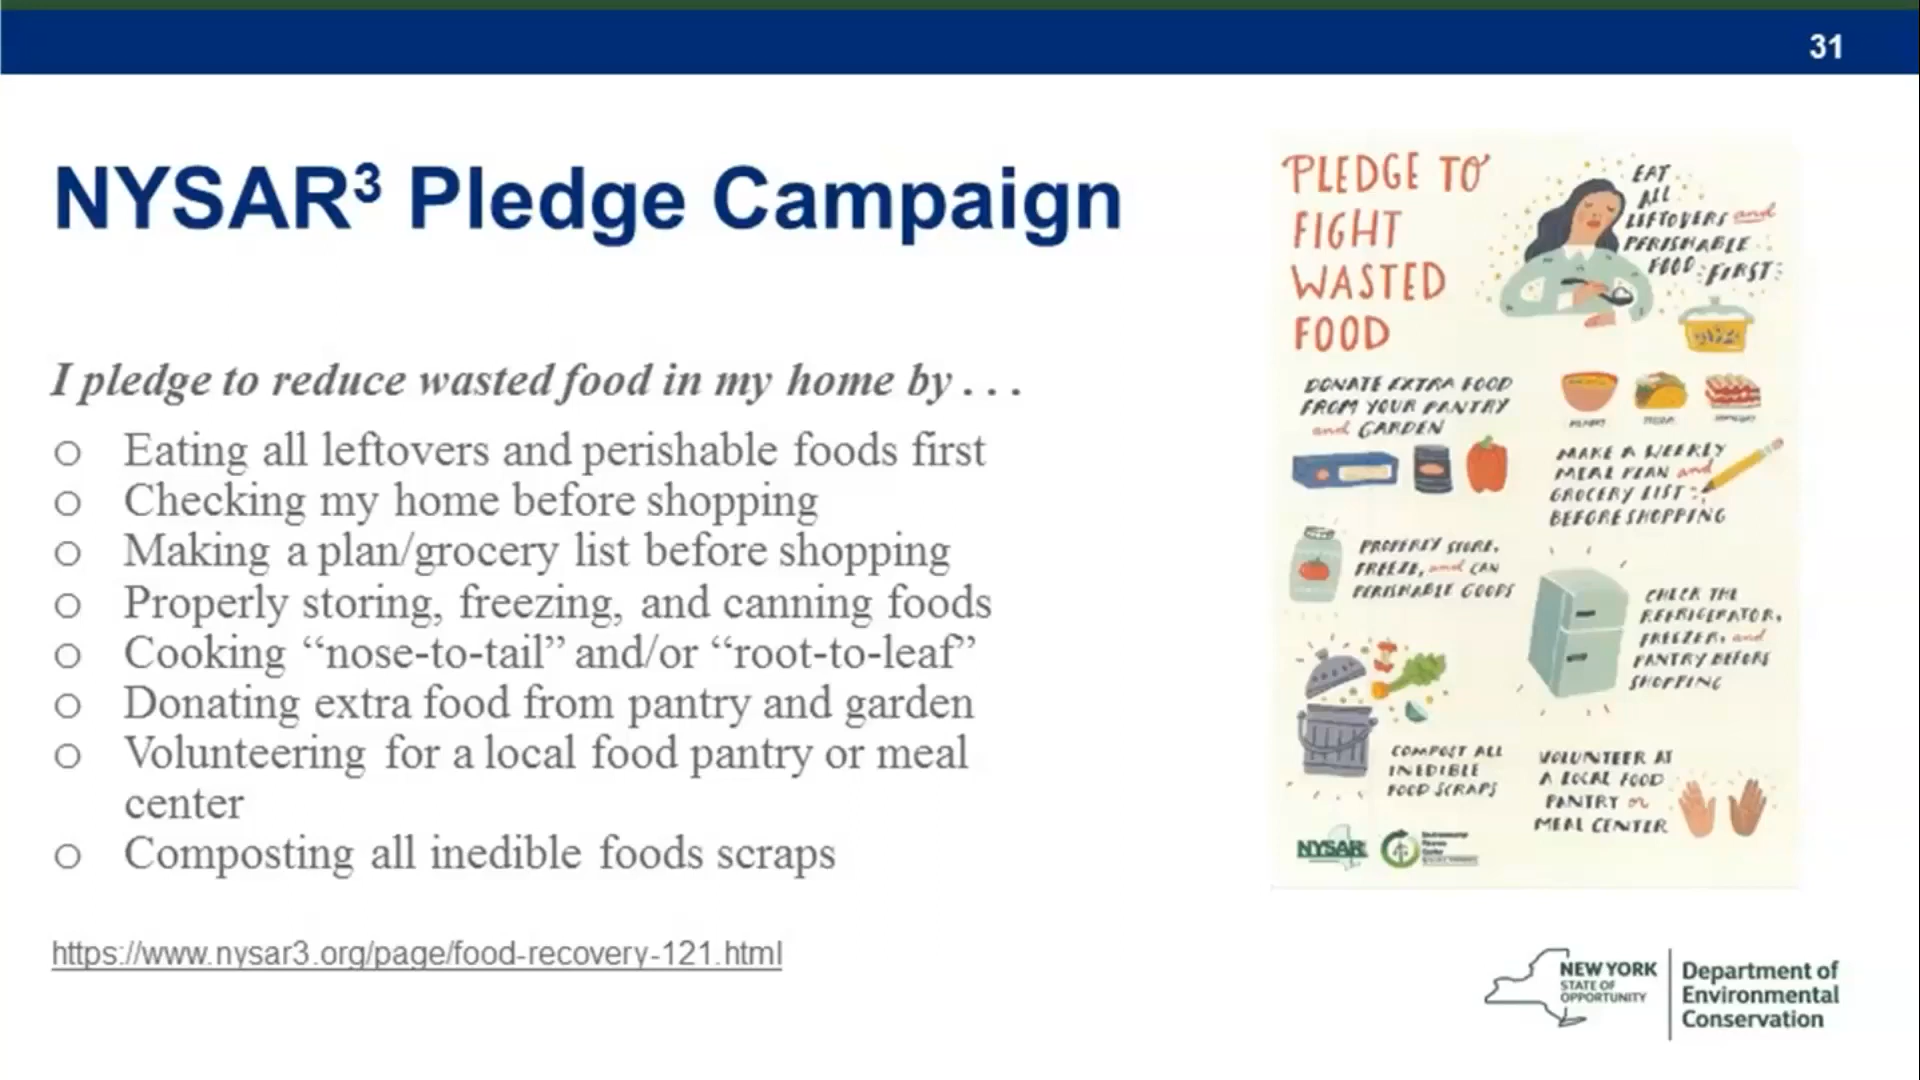 31
NYSAR³ Pledge Campaign
I pledge to reduce wasted food in my home by . . .
Eating all leftovers and perishable foods first
Checking my home before shopping
Making a plan/grocery list before shopping
Properly storing, freezing, and canning foods
Cooking “nose-to-tail” and/or “root-to-leaf”
Donating extra food from pantry and garden
Volunteering for a local food pantry or meal
center
Composting all inedible foods scraps
https://www.nysar3.org/page/food-recovery-121.html
PLEDGE TO
FIGHT
WASTED
FOOD
EAT
ALL
LEFTOVERS and
PERISHABLE
FOOD FIRST
DONATE EXTRA FOOD
FROM YOUR PANTRY
and GARDEN
MAKE A WEEKLY
MEAL PLAN and
GROCERY LIST
BEFORE SHOPPING
PROPERLY STORE,
FREEZE, and CAN
PERISHABLE GOODS
CHECK THE
REFRIGERATOR,
FREEZER, and
PANTRY BEFORE
SHOPPING
COMPOST ALL
INEDIBLE
FOOD SCRAPS
VOLUNTEER AT
A LOCAL FOOD
PANTRY or
MEAL CENTER
NYSAR
Environmental
Finance
Center
NEW YORK
STATE OF
OPPORTUNITY
Department of
Environmental
Conservation